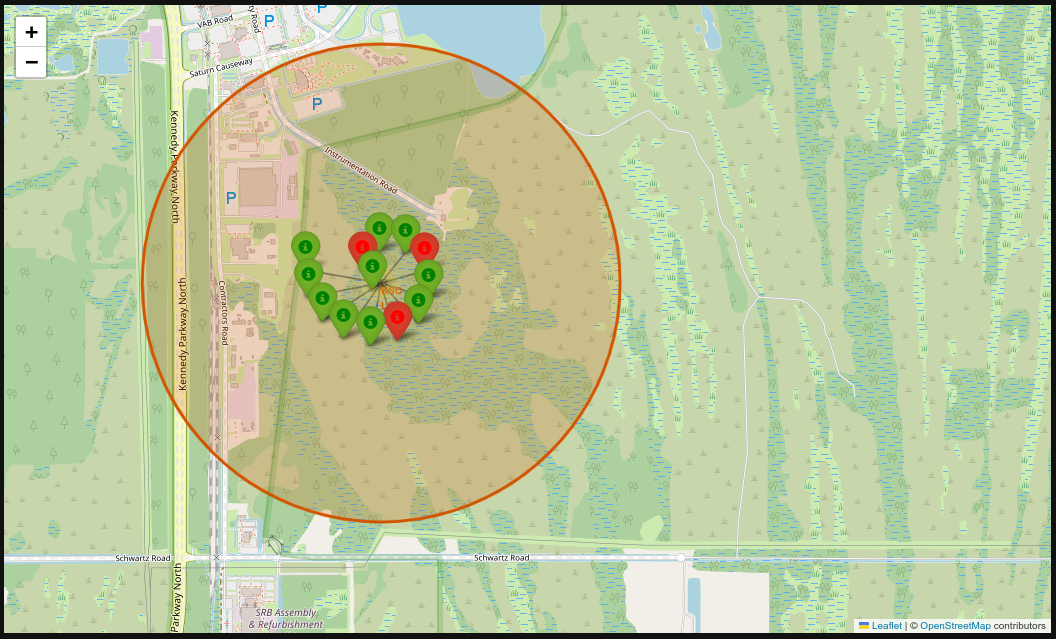 +
−
VAB Road
P
P
Saturn Causeway
P
Kennedy Parkway North
Instrumentation Road
P
Kennedy Parkway North
Contractors Road
Schwartz Road
Schwartz Road
Parkway North
SRB Assembly
& Refurbishment
Leaflet | © OpenStreetMap contributors